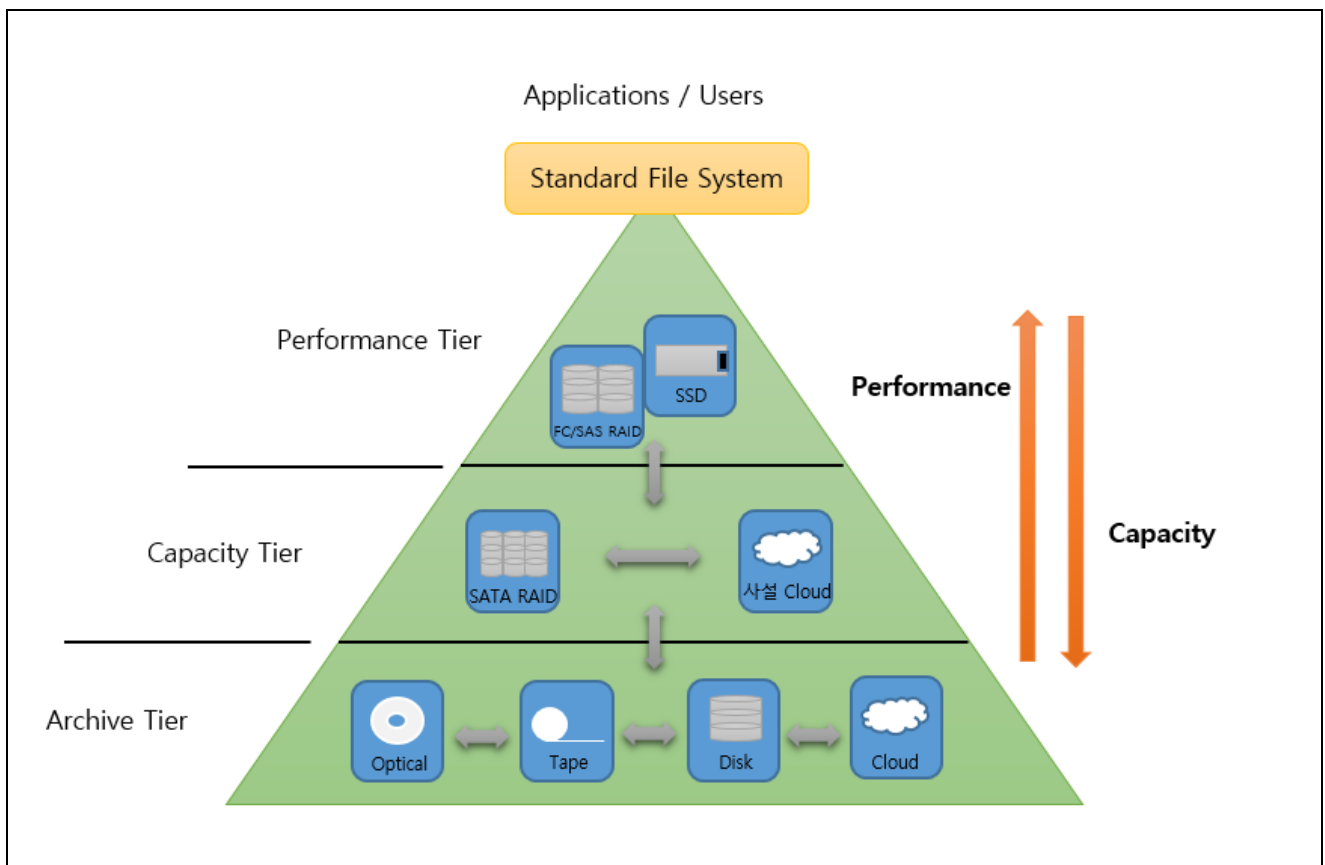 Applications / Users
Standard File System
Performance Tier
SSD
FC/SAS RAID
Performance
Capacity Tier
SATA RAID
사설 Cloud
Capacity
Archive Tier
Optical
Tape
Disk
Cloud